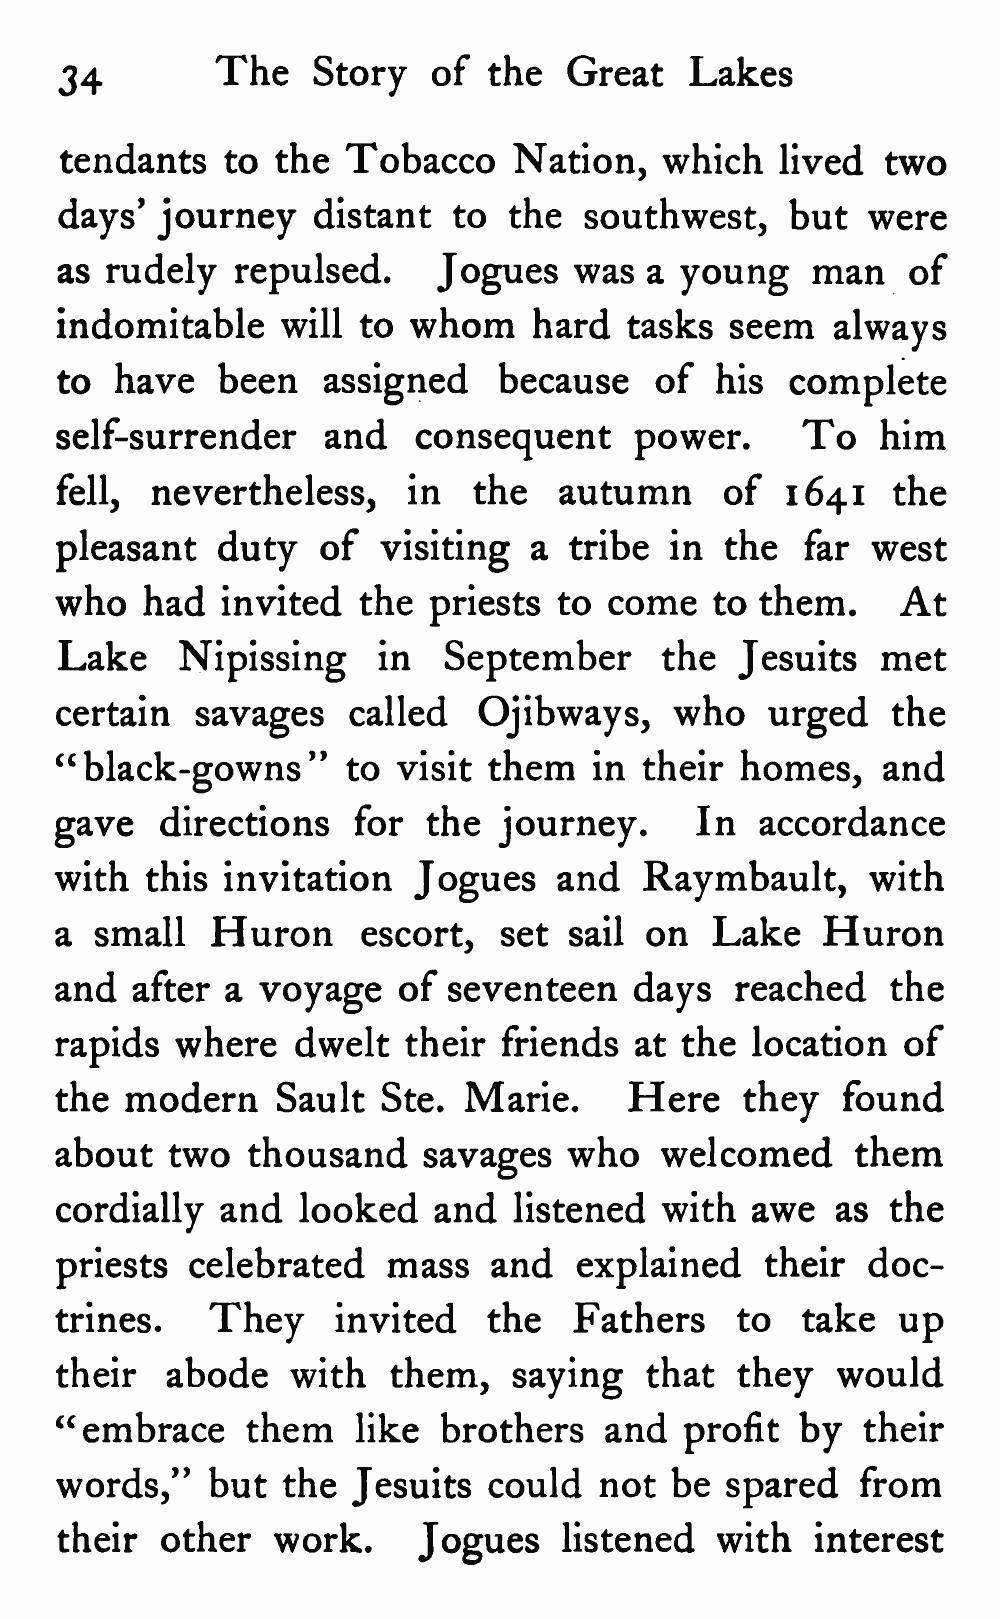 34 The Story of the Great Lakes
tendants to the Tobacco Nation, which lived two
days' journey distant to the southwest, but were
as rudely repulsed. Jogues was a young man of
indomitable will to whom hard tasks seem always
to have been assigned because of his complete
self-surrender and consequent power. To him
fell, nevertheless, in the autumn of 1641 the
pleasant duty of visiting a tribe in the far west
who had invited the priests to come to them. At
Lake Nipissing in September the Jesuits met
certain savages called Ojibways, who urged the
"black-gowns" to visit them in their homes, and
gave directions for the journey. In accordance
with this invitation Jogues and Raymbault, with
a small Huron escort, set sail on Lake Huron
and after a voyage of seventeen days reached the
rapids where dwelt their friends at the location of
the modern Sault Ste. Marie. Here they found
about two thousand savages who welcomed them
cordially and looked and listened with awe as the
priests celebrated mass and explained their doc-
trines. They invited the Fathers to take up
their abode with them, saying that they would
"embrace them like brothers and profit by their
words," but the Jesuits could not be spared from
their other work. Jogues listened with interest